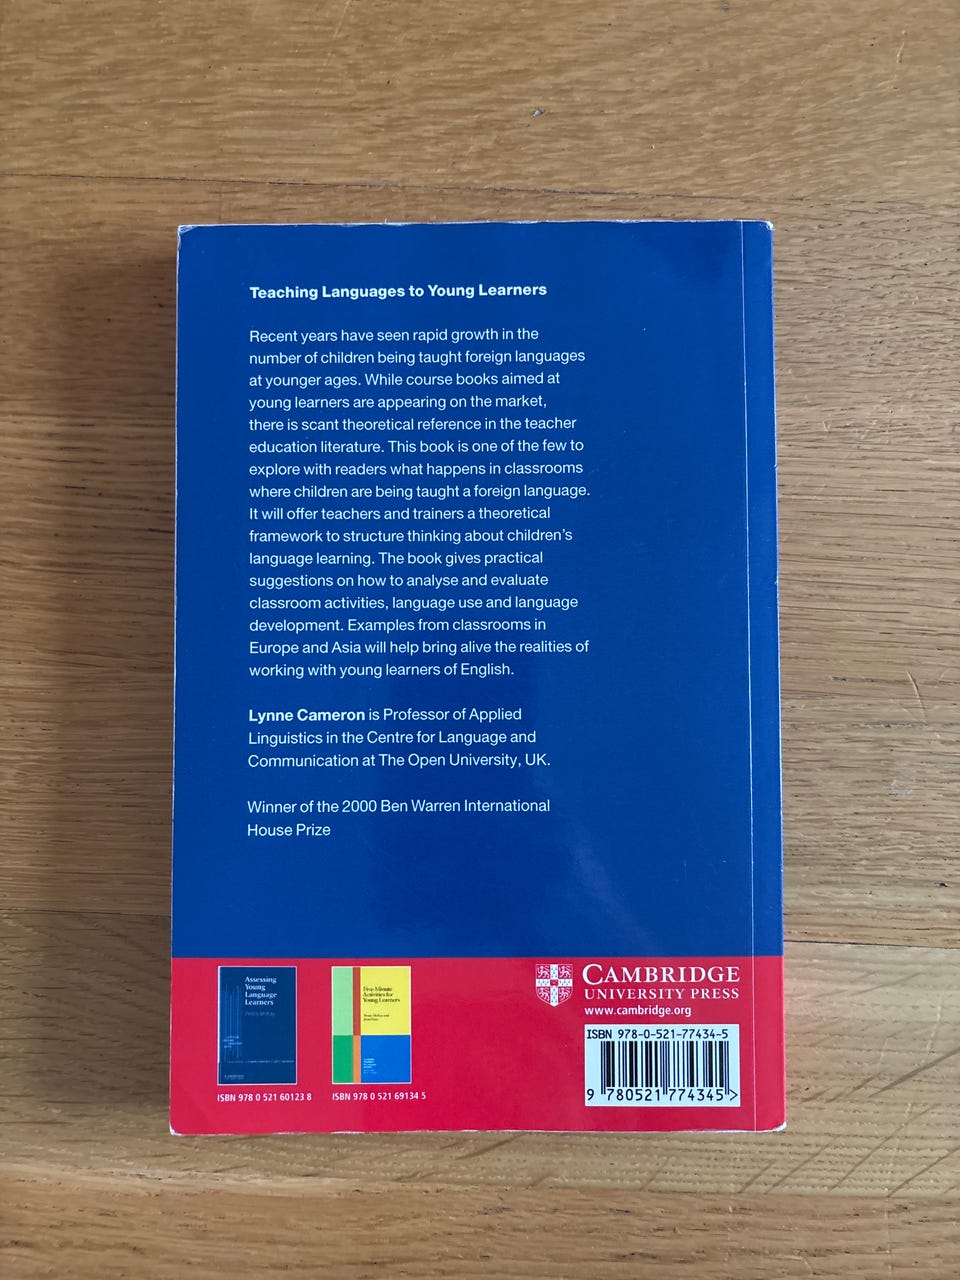 Teaching Languages to Young Learners
Recent years have seen rapid growth in the
number of children being taught foreign languages
at younger ages. While course books aimed at
young learners are appearing on the market,
there is scant theoretical reference in the teacher
education literature. This book is one of the few to
explore with readers what happens in classrooms
where children are being taught a foreign language.
It will offer teachers and trainers a theoretical
framework to structure thinking about children's
language learning. The book gives practical
suggestions on how to analyse and evaluate
classroom activities, language use and language
development. Examples from classrooms in
Europe and Asia will help bring alive the realities of
working with young learners of English.
Lynne Cameron is Professor of Applied
Linguistics in the Centre for Language and
Communication at The Open University, UK.
Winner of the 2000 Ben Warren International
House Prize
Assessing
Young
Language
Learners
Penny McKay
ISBN 978 0 521 60123 8
Five-Minute
Activities for
Young Learners
ISBN 978 0 521 69134 5
CAMBRIDGE
UNIVERSITY PRESS
www.cambridge.org
ISBN 978-0-521-77434-5
9 780521 774345 >